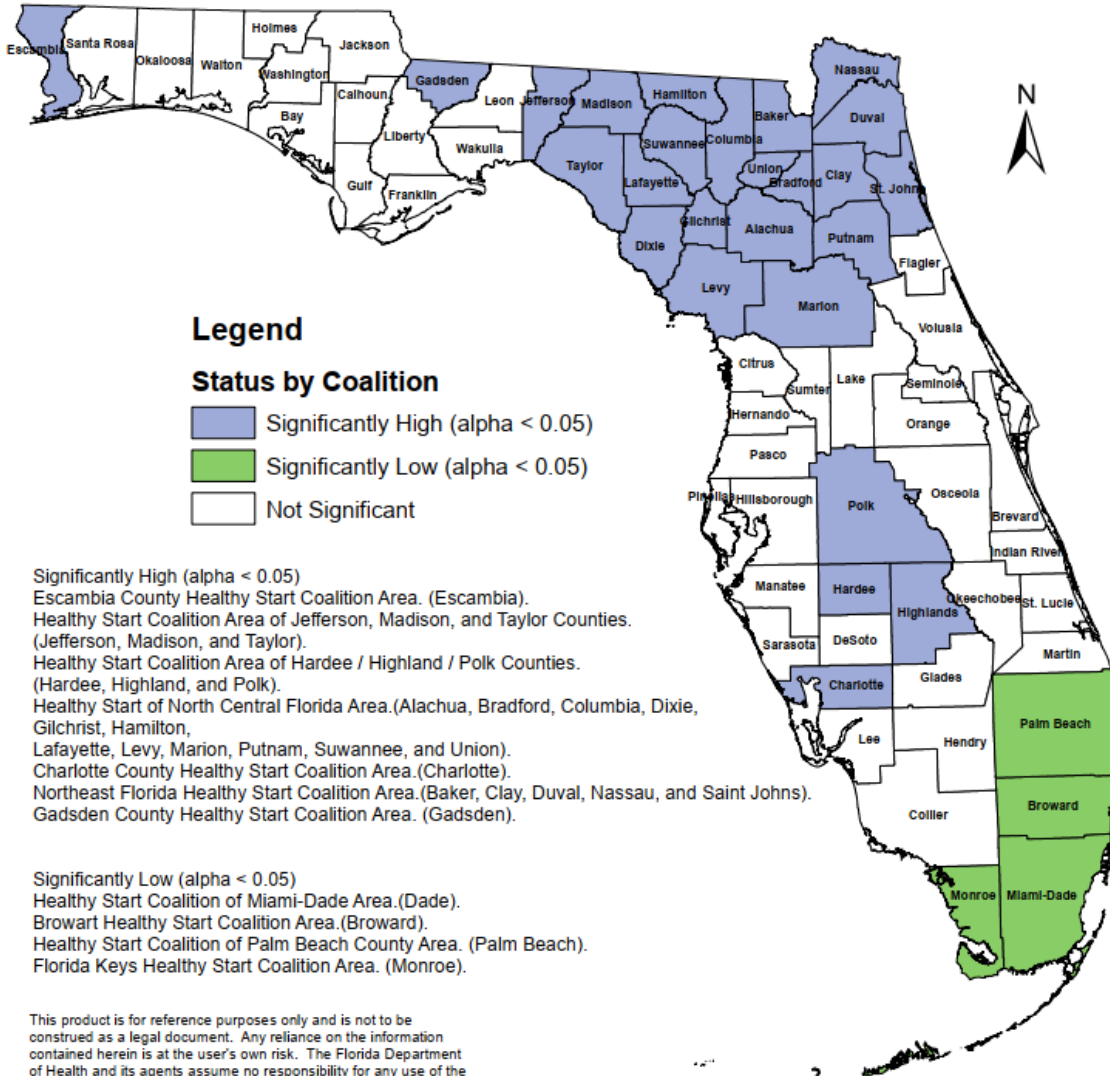 Holmes
Jackson
Escambia
Santa Rosa
Okaloosa
Walton
Washington
Gadsden
Nassau
N
Calhoun
Leon
Jefferson
Madison
Hamilton
Baker
Duval
Bay
Liberty
Wakulla
Suwannee
Columbia
Taylor
Union
Bradford
Clay
St. John
Gulf
Franklin
Lafayette
Gilchrist
Alachua
Putnam
Dixie
Flagler
Levy
Marion
Volusia
Legend
Citrus
Lake
Status by Coalition
Sumter
Seminole
Significantly High (alpha < 0.05)
Hernando
Orange
Significantly Low (alpha < 0.05)
Pasco
Not Significant
Pinellas
Hillsborough
Polk
Osceola
Brevard
Indian River
Manatee
Hardee
Highlands
Okeechobee
St. Lucie
Sarasota
DeSoto
Martin
Charlotte
Glades
Palm Beach
Lee
Hendry
Broward
Collier
Monroe
Miami-Dade
Significantly High (alpha < 0.05)
Escambia County Healthy Start Coalition Area. (Escambia).
Healthy Start Coalition Area of Jefferson, Madison, and Taylor Counties.
(Jefferson, Madison, and Taylor).
Healthy Start Coalition Area of Hardee / Highland / Polk Counties.
(Hardee, Highland, and Polk).
Healthy Start of North Central Florida Area.(Alachua, Bradford, Columbia, Dixie,
Gilchrist, Hamilton,
Lafayette, Levy, Marion, Putnam, Suwannee, and Union).
Charlotte County Healthy Start Coalition Area.(Charlotte).
Northeast Florida Healthy Start Coalition Area.(Baker, Clay, Duval, Nassau, and Saint Johns).
Gadsden County Healthy Start Coalition Area. (Gadsden).
Significantly Low (alpha < 0.05)
Healthy Start Coalition of Miami-Dade Area.(Dade).
Browart Healthy Start Coalition Area.(Broward).
Healthy Start Coalition of Palm Beach County Area. (Palm Beach).
Florida Keys Healthy Start Coalition Area. (Monroe).
This product is for reference purposes only and is not to be
construed as a legal document. Any reliance on the information
contained herein is at the user's own risk. The Florida Department
of Health and its agents assume no responsibility for any use of the